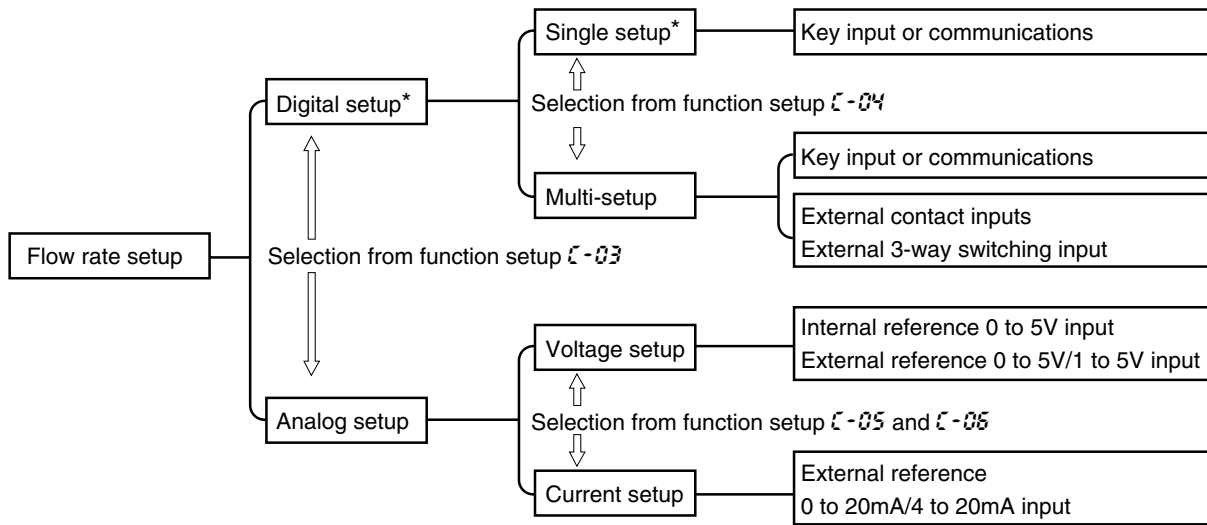 Single setup*
Key input or communications
Digital setup*
Selection from function setup C-04
Key input or communications
Multi-setup
External contact inputs
External 3-way switching input
Flow rate setup
Selection from function setup C-03
Internal reference 0 to 5V input
Voltage setup
External reference 0 to 5V/1 to 5V input
Analog setup
Selection from function setup C-05 and C-06
External reference
Current setup
0 to 20mA/4 to 20mA input